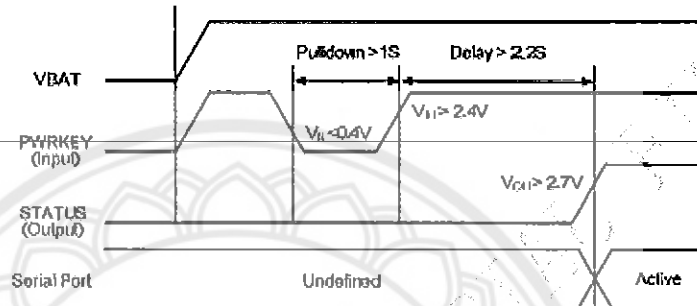 Pulldown > 1S
Delay > 2.2S
VBAT
VIH > 2.4V
VIL <0.4V
PWRKEY
(Input)
VOUT > 2.7V
STATUS
(Output)
Serial Port
Undefined
Active